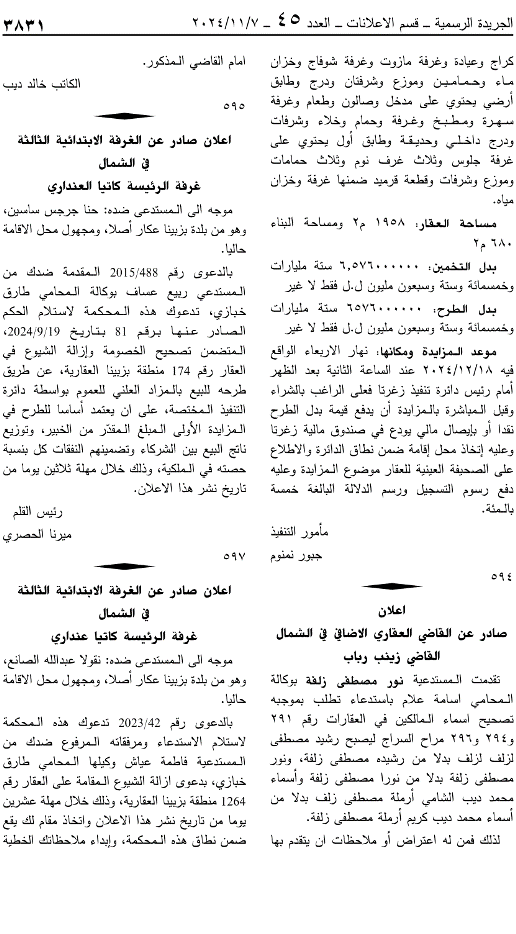 الجريدة الرسمية ــ قسم الاعلانات ــ العدد ٤٥ ــ ٢٠٢٤/١١/٧
٣٨٣١
كراج وعيادة وغرفة مازوت وغرفة شوفاج وخزان
ماء وحمامين وموزع وشرفتان ودرج وطابق
أرضي يحتوي على مدخل وصالون وطعام وغرفة
سهرة ومطبخ وغرفة وحمام وخلاء وشرفات
ودرج داخلي وحديقة وطابق أول يحتوي على
غرفة جلوس وثلاث غرف نوم وثلاث حمامات
وموزع وشرفات وقطعة قرميد ضمنها غرفة وخزان
مياه.
مساحة العقار: ١٩٥٨ م٢ ومساحة البناء
٦٨٠ م٢
بدل التخمين: ٦,٥٧٦٠٠٠٠٠٠ ستة مليارات
وخمسمائة وستة وسبعون مليون ل.ل فقط لا غير
بدل الطرح: ٦٥٧٦٠٠٠٠٠٠ ستة مليارات
وخمسمائة وستة وسبعون مليون ل.ل فقط لا غير
موعد المزايدة ومكانها: نهار الاربعاء الواقع
فيه ٢٠٢٤/١٢/١٨ عند الساعة الثانية بعد الظهر
أمام رئيس دائرة تنفيذ زغرتا فعلى الراغب بالشراء
وقبل المباشرة بالمزايدة أن يدفع قيمة بدل الطرح
نقدا أو بإيصال مالي يودع في صندوق مالية زغرتا
وعليه إتخاذ محل إقامة ضمن نطاق الدائرة والاطلاع
على الصحيفة العينية للعقار موضوع المزايدة وعليه
دفع رسوم التسجيل ورسم الدلالة البالغة خمسة
بالمئة.
مأمور التنفيذ
جبور نمنوم
٥٩٤
اعلان
صادر عن القاضي العقاري الاضافي في الشمال
القاضي زينب رباب
تقدمت المستدعية نور مصطفى زلفة بوكالة
المحامي اسامة علام باستدعاء تطلب بموجبه
تصحيح اسماء المالكين في العقارات رقم ٢٩١
و٢٩٤ و٢٩٦ مراح السراج ليصبح رشيد مصطفى
لزلف لزلف بدلا من رشيده مصطفى زلفة، ونور
مصطفى زلفة بدلا من نورا مصطفى زلفة وأسماء
محمد ديب الشامي أرملة مصطفى زلف بدلا من
أسماء محمد ديب كريم أرملة مصطفى زلفة.
لذلك فمن له اعتراض أو ملاحظات ان يتقدم بها
امام القاضي المذكور.
الكاتب خالد ديب
٥٩٥
اعلان صادر عن الغرفة الابتدائية الثالثة
في الشمال
غرفة الرئيسة كاتيا العنداري
موجه الى المستدعى ضده: حنا جرجس ساسين،
وهو من بلدة بزبينا عكار أصلا، ومجهول محل الاقامة
حاليا.
بالدعوى رقم 2015/488 المقدمة ضدك من
المستدعي ربيع عساف بوكالة المحامي طارق
خبازي، تدعوك هذه المحكمة لاستلام الحكم
الصادر عنها برقم 81 بتاريخ 2024/9/19،
المتضمن تصحيح الخصومة وإزالة الشيوع في
العقار رقم 174 منطقة بزبينا العقارية، عن طريق
طرحه للبيع بالمزاد العلني للعموم بواسطة دائرة
التنفيذ المختصة، على ان يعتمد أساسا للطرح في
المزايدة الأولى المبلغ المقدّر من الخبير، وتوزيع
ناتج البيع بين الشركاء وتضمينهم النفقات كل بنسبة
حصته في الملكية، وذلك خلال مهلة ثلاثين يوما من
تاريخ نشر هذا الاعلان.
رئيس القلم
ميرنا الحصري
٥٩٧
اعلان صادر عن الغرفة الابتدائية الثالثة
في الشمال
غرفة الرئيسة كاتيا عنداري
موجه الى المستدعى ضده: نقولا عبدالله الصانع،
وهو من بلدة بزبينا عكار أصلا، ومجهول محل الاقامة
حاليا.
بالدعوى رقم 2023/42 تدعوك هذه المحكمة
لاستلام الاستدعاء ومرفقاته المرفوع ضدك من
المستدعية فاطمة عياش وكيلها المحامي طارق
خبازي، بدعوى ازالة الشيوع المقامة على العقار رقم
1264 منطقة بزبينا العقارية، وذلك خلال مهلة عشرين
يوما من تاريخ نشر هذا الاعلان واتخاذ مقام لك يقع
ضمن نطاق هذه المحكمة، وإبداء ملاحظاتك الخطية